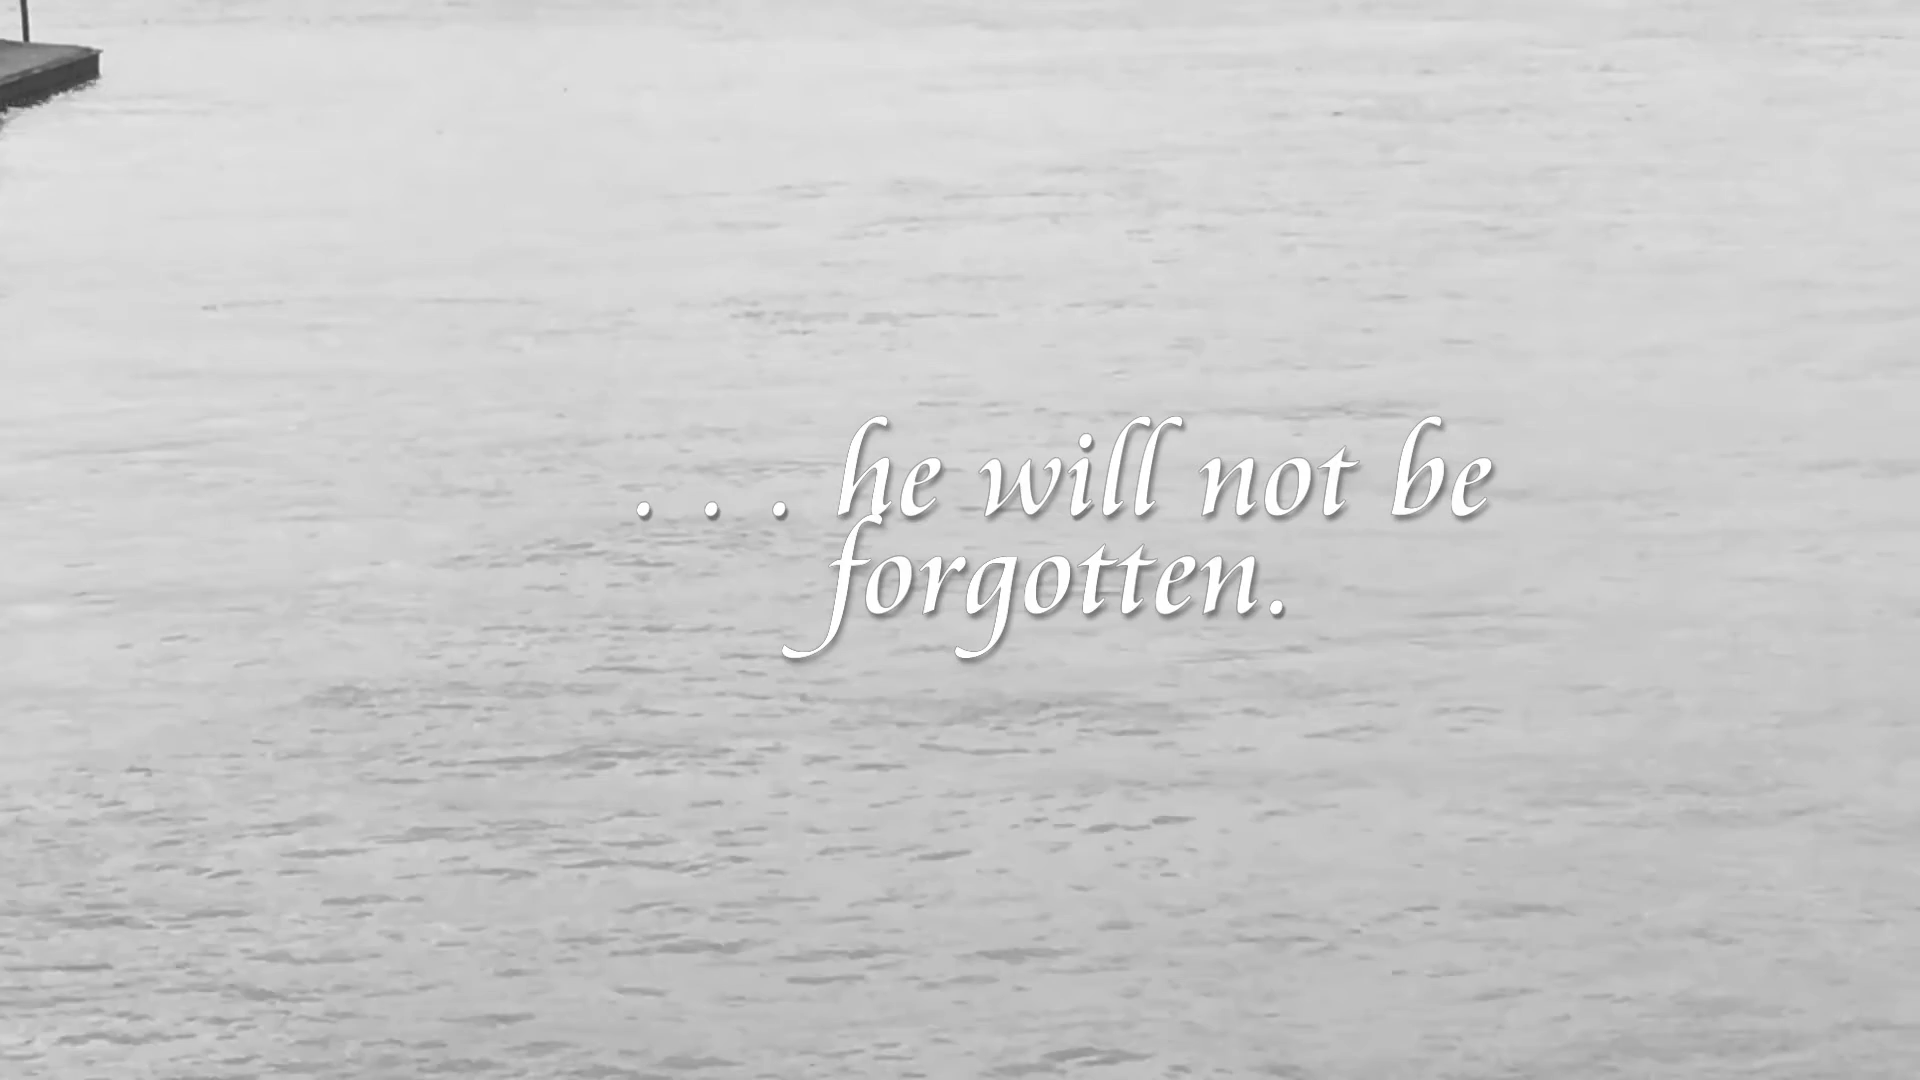 . . . he will not be
forgotten.